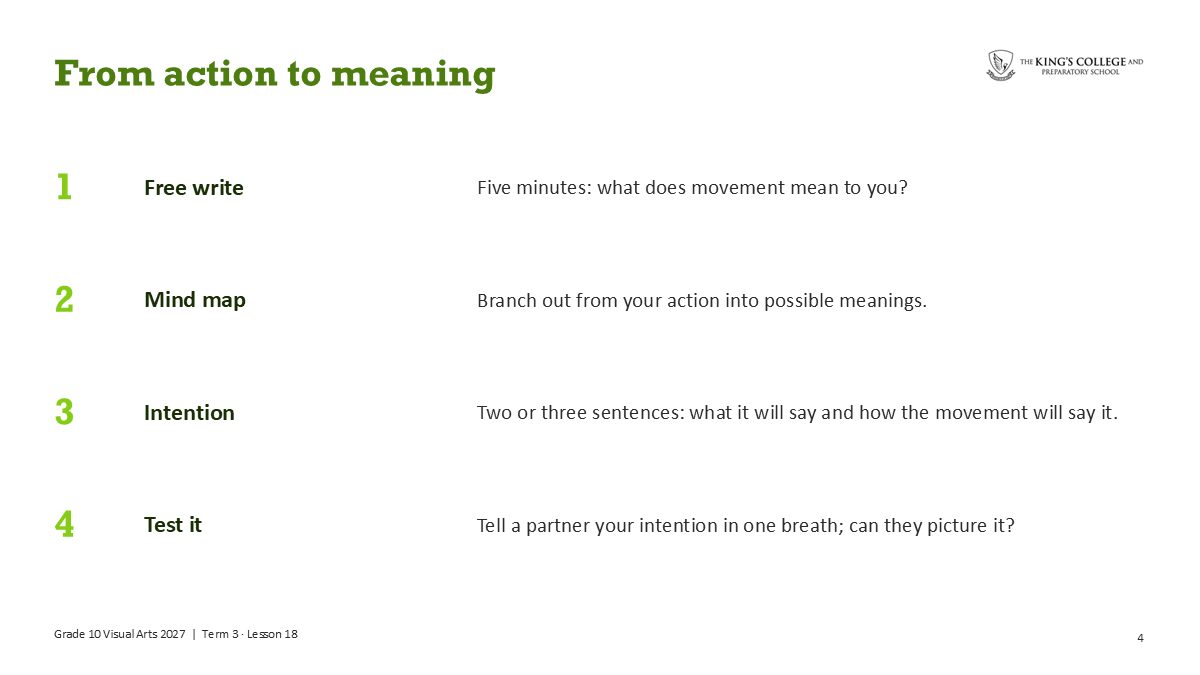 From action to meaning
THE KING'S COLLEGE AND
PREPARATORY SCHOOL
1 Free write Five minutes: what does movement mean to you?
2 Mind map Branch out from your action into possible meanings.
3 Intention Two or three sentences: what it will say and how the movement will say it.
4 Test it Tell a partner your intention in one breath; can they picture it?
Grade 10 Visual Arts 2027 | Term 3 · Lesson 18
4